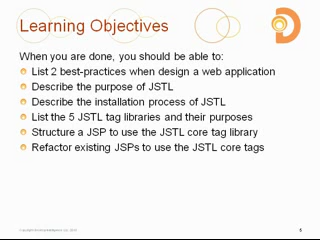 Learning Objectives
When you are done, you should be able to:
List 2 best-practices when design a web application
Describe the purpose of JSTL
Describe the installation process of JSTL
List the 5 JSTL tag libraries and their purposes
Structure a JSP to use the JSTL core tag library
Refactor existing JSPs to use the JSTL core tags
5